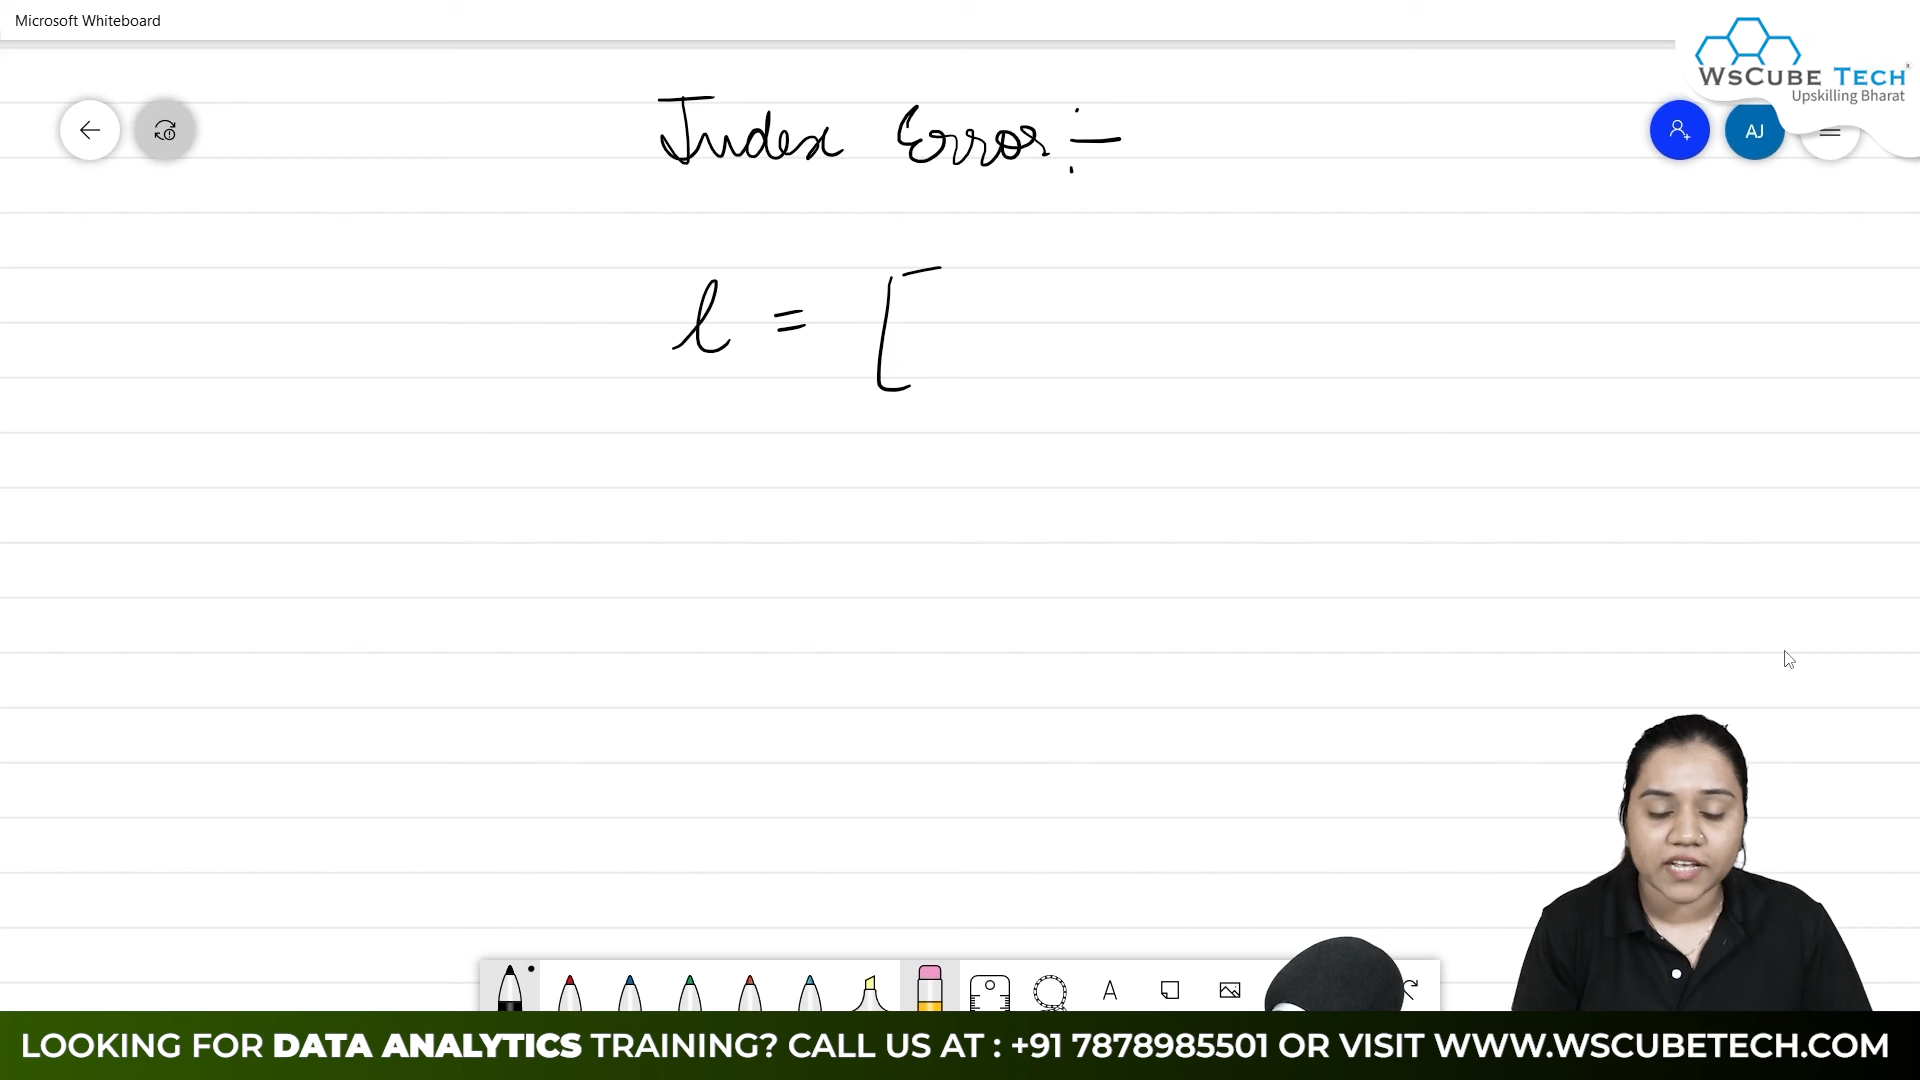 Microsoft Whiteboard
WsCube Tech
Upskilling Bharat
AJ
Index Error :-
l = [
A
LOOKING FOR DATA ANALYTICS TRAINING? CALL US AT : +91 7878985501 OR VISIT WWW.WSCUBETECH.COM